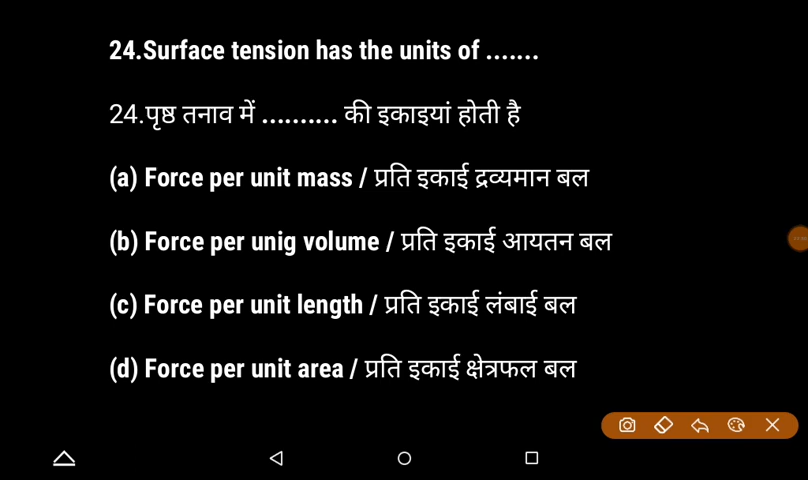 24.Surface tension has the units of .......
24.पृष्ठ तनाव में .......... की इकाइयां होती है
(a) Force per unit mass / प्रति इकाई द्रव्यमान बल
(b) Force per unig volume / प्रति इकाई आयतन बल
(c) Force per unit length / प्रति इकाई लंबाई बल
(d) Force per unit area / प्रति इकाई क्षेत्रफल बल